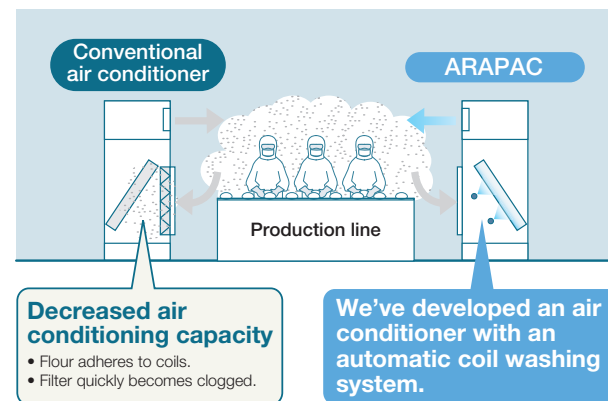 Conventional
air conditioner
ARAPAC
Production line
Decreased air
conditioning capacity
• Flour adheres to coils.
• Filter quickly becomes clogged.
We’ve developed an air
conditioner with an
automatic coil washing
system.